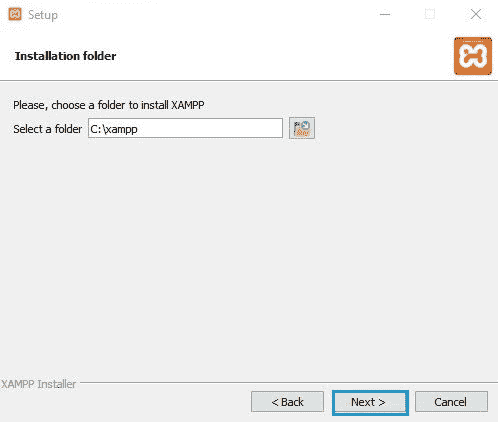 Setup
Installation folder
Please, choose a folder to install XAMPP
Select a folder C:\xampp
XAMPP Installer
< Back Next > Cancel